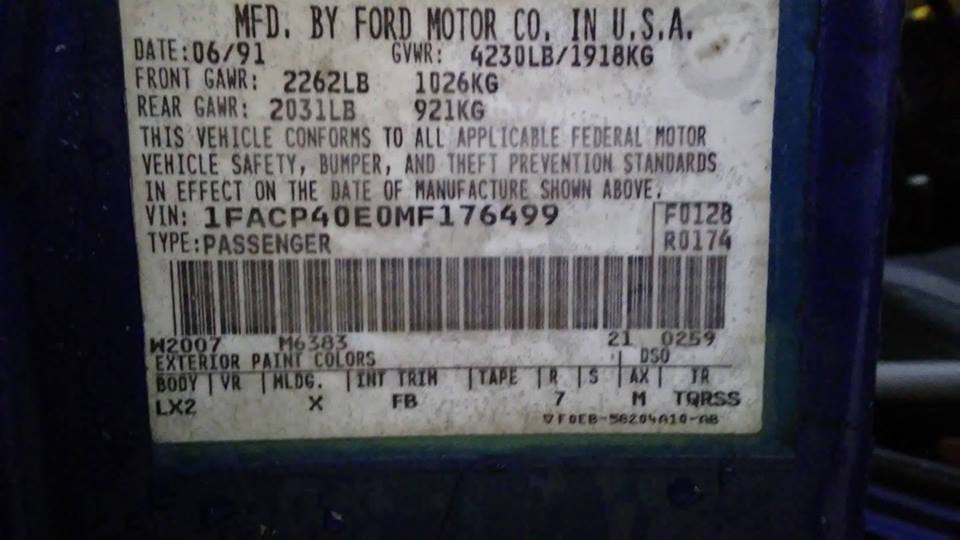 MFD. BY FORD MOTOR CO. IN U.S.A.
DATE:06/91 GVWR: 4230LB/1918KG
FRONT GAWR: 2262LB 1026KG
REAR GAWR: 2031LB 921KG
THIS VEHICLE CONFORMS TO ALL APPLICABLE FEDERAL MOTOR
VEHICLE SAFETY, BUMPER, AND THEFT PREVENTION STANDARDS
IN EFFECT ON THE DATE OF MANUFACTURE SHOWN ABOVE.
VIN: 1FACP40E0MF176499 F0128
TYPE:PASSENGER R0174
W2007 M6383 21 0259
EXTERIOR PAINT COLORS DSO
BODY | VR | MLDG. | INT TRIM | TAPE | R | S | AX | TR
LX2 X FB 7 M TQRSS
▽F0EB-58204A10-AB